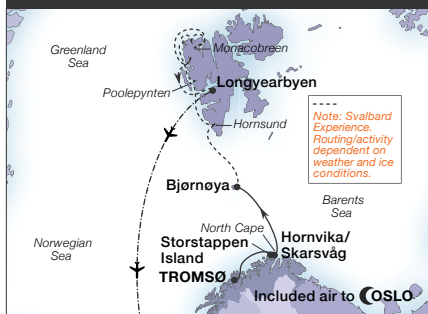 Greenland
Sea
Monacobreen
Longyearbyen
Poolepynten
Hornsund
Note: Svalbard
Experience.
Routing/activity
dependent on
weather and ice
conditions.
Bjørnøya
Barents
Sea
North Cape
Norwegian
Sea
Storstappen
Island
Hornvika/
Skarsvåg
TROMSØ
Included air to OSLO